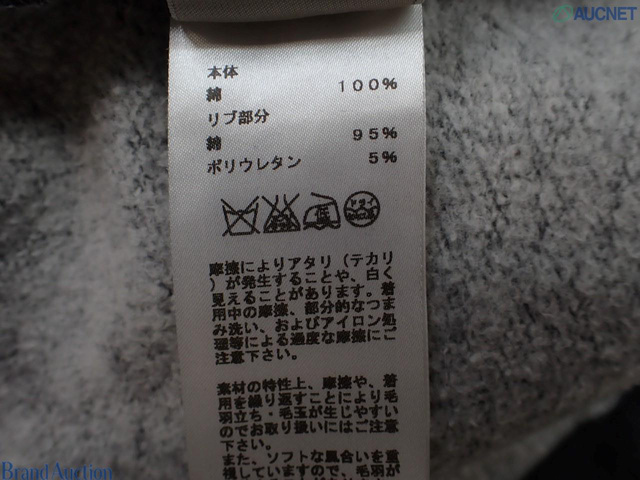 AUCNET
本体
綿 100%
リブ部分
綿 95%
ポリウレタン 5%
低
ドライ
摩擦によりアタリ（テカリ
）が発生することや、白く
見えることがあります。着
用中の摩擦、部分的なつま
み洗い、およびアイロン処
理等による過度な摩擦にご
注意下さい。
素材の特性上、摩擦や、着
用を繰り返すことにより毛
羽立ち・毛玉が生じやすい
のでお取り扱いにはご注意
下さい。
また、ソフトな風合いを重
視していますので、毛羽が
Brand Auction